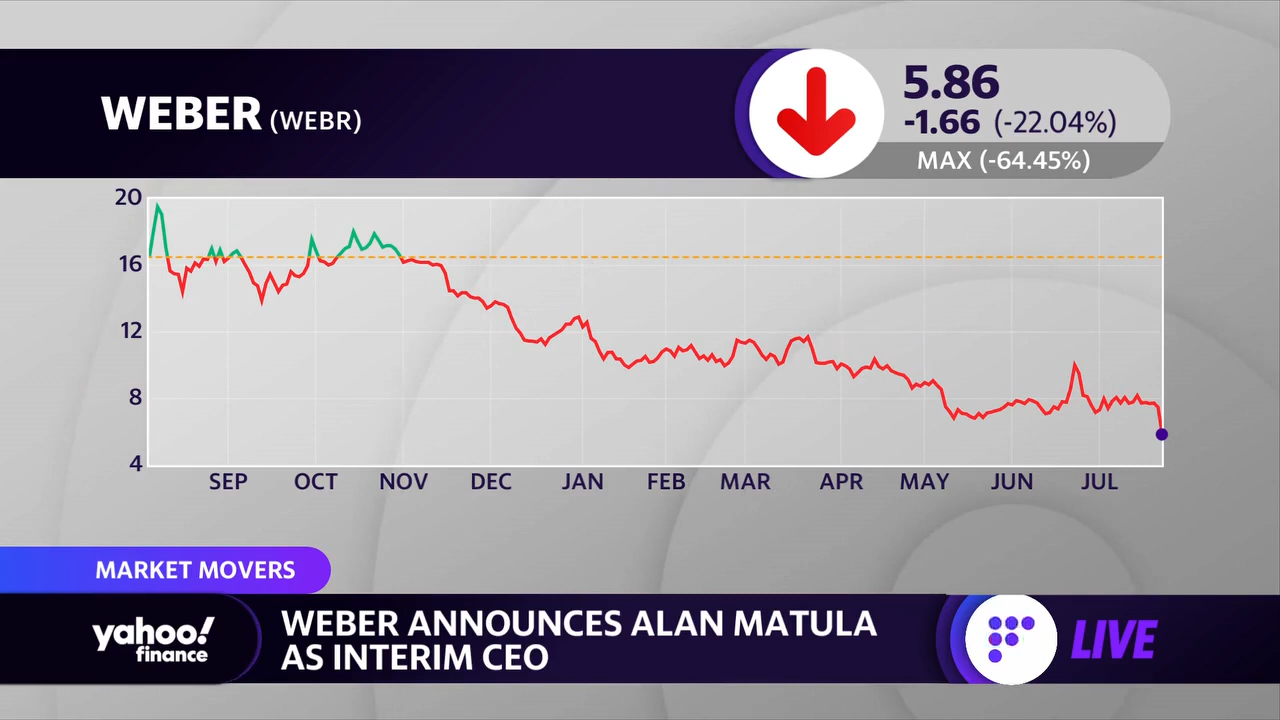 WEBER (WEBR)
5.86
-1.66 (-22.04%)
MAX (-64.45%)
20
16
12
8
4
SEP OCT NOV DEC JAN FEB MAR APR MAY JUN JUL
MARKET MOVERS
yahoo!
finance
WEBER ANNOUNCES ALAN MATULA
AS INTERIM CEO
LIVE